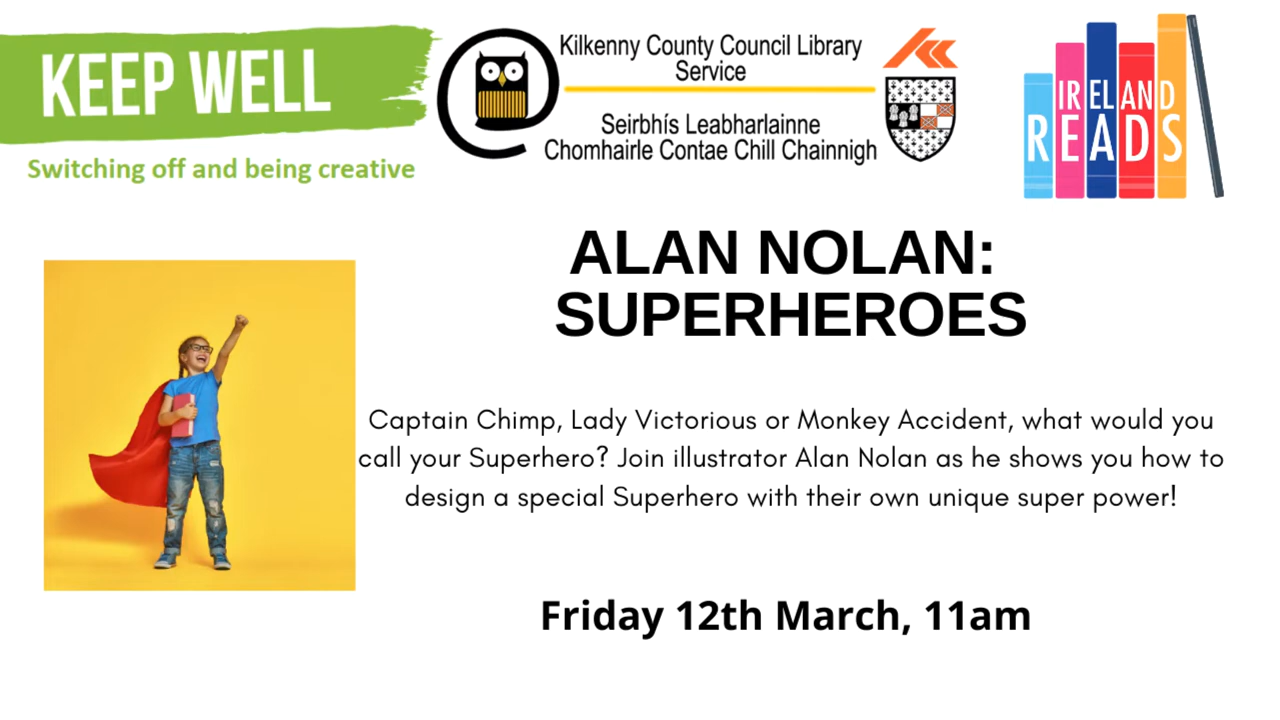 KEEP WELL
Switching off and being creative
Kilkenny County Council Library
Service
Seirbhís Leabharlainne
Chomhairle Contae Chill Chainnigh
IRELAND
READS
ALAN NOLAN:
SUPERHEROES
Captain Chimp, Lady Victorious or Monkey Accident, what would you
call your Superhero? Join illustrator Alan Nolan as he shows you how to
design a special Superhero with their own unique super power!
Friday 12th March, 11am